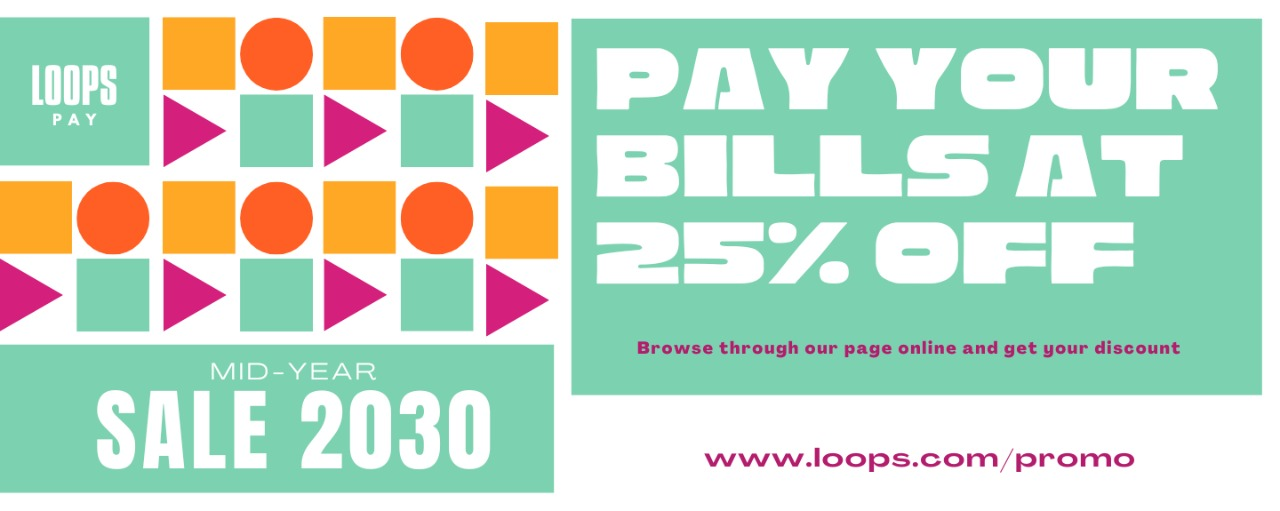 LOOPS
PAY
MID-YEAR
SALE 2030
PAY YOUR
BILLS AT
25% OFF
Browse through our page online and get your discount
www.loops.com/promo